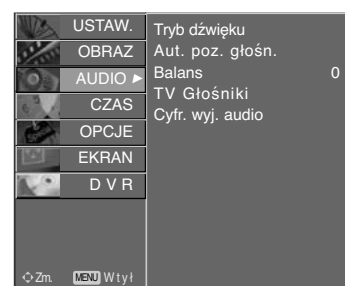 USTAW.
OBRAZ
AUDIO ►
CZAS
OPCJE
EKRAN
D V R
Tryb dźwięku
Aut. poz. głośn.
Balans 0
TV Głośniki
Cyfr. wyj. audio
Zm. MENU Wtył